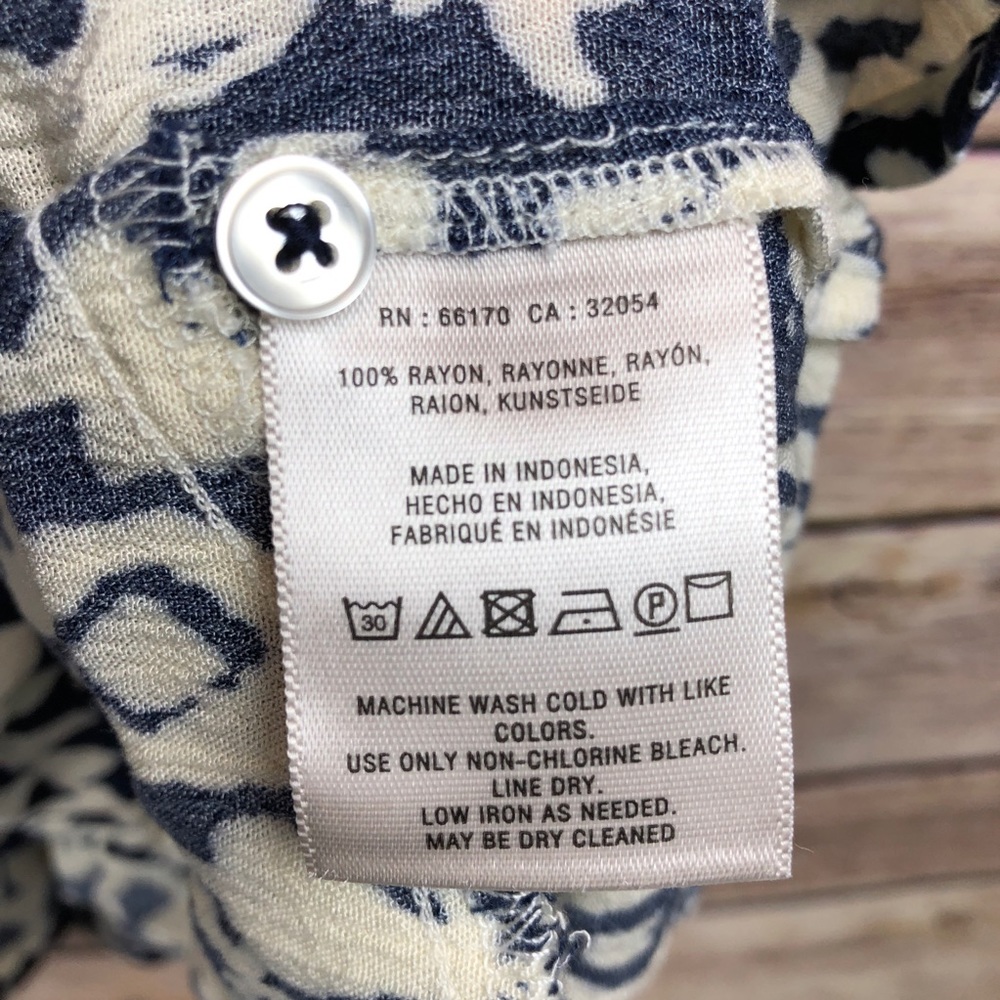 RN : 66170 CA : 32054
100% RAYON, RAYONNE, RAYÓN,
RAION, KUNSTSEIDE
MADE IN INDONESIA,
HECHO EN INDONESIA,
FABRIQUÉ EN INDONÉSIE
30 P
MACHINE WASH COLD WITH LIKE
COLORS.
USE ONLY NON-CHLORINE BLEACH.
LINE DRY.
LOW IRON AS NEEDED.
MAY BE DRY CLEANED